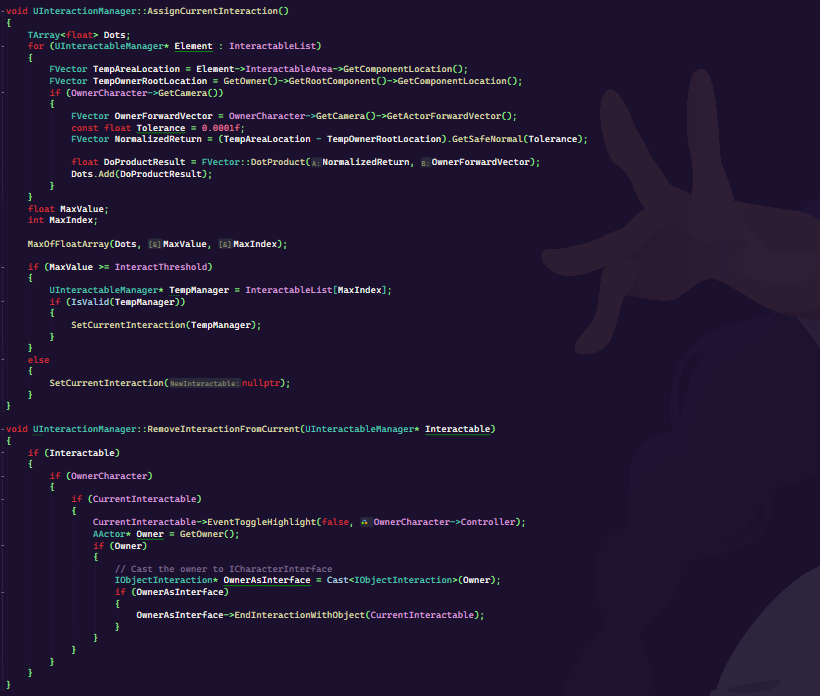 void UInteractionManager::AssignCurrentInteraction()
{
    TArray<float> Dots;
    for (UInteractableManager* Element : InteractableList)
    {
        FVector TempAreaLocation = Element->InteractableArea->GetComponentLocation();
        FVector TempOwnerRootLocation = GetOwner()->GetRootComponent()->GetComponentLocation();
        if (OwnerCharacter->GetCamera())
        {
            FVector OwnerForwardVector = OwnerCharacter->GetCamera()->GetActorForwardVector();
            const float Tolerance = 0.0001f;
            FVector NormalizedReturn = (TempAreaLocation - TempOwnerRootLocation).GetSafeNormal(Tolerance);

            float DoProductResult = FVector::DotProduct(A: NormalizedReturn, B: OwnerForwardVector);
            Dots.Add(DoProductResult);
        }
    }
    float MaxValue;
    int MaxIndex;

    MaxOfFloatArray(Dots, [&] MaxValue, [&] MaxIndex);

    if (MaxValue >= InteractThreshold)
    {
        UInteractableManager* TempManager = InteractableList[MaxIndex];
        if (IsValid(TempManager))
        {
            SetCurrentInteraction(TempManager);
        }
    }
    else
    {
        SetCurrentInteraction(NewInteractable: nullptr);
    }
}

void UInteractionManager::RemoveInteractionFromCurrent(UInteractableManager* Interactable)
{
    if (Interactable)
    {
        if (OwnerCharacter)
        {
            if (CurrentInteractable)
            {
                CurrentInteractable->EventToggleHighlight(false, OwnerCharacter->Controller);
                AActor* Owner = GetOwner();
                if (Owner)
                {
                    // Cast the owner to ICharacterInterface
                    IObjectInteraction* OwnerAsInterface = Cast<IObjectInteraction>(Owner);
                    if (OwnerAsInterface)
                    {
                        OwnerAsInterface->EndInteractionWithObject(CurrentInteractable);
                    }
                }
            }
        }
    }
}